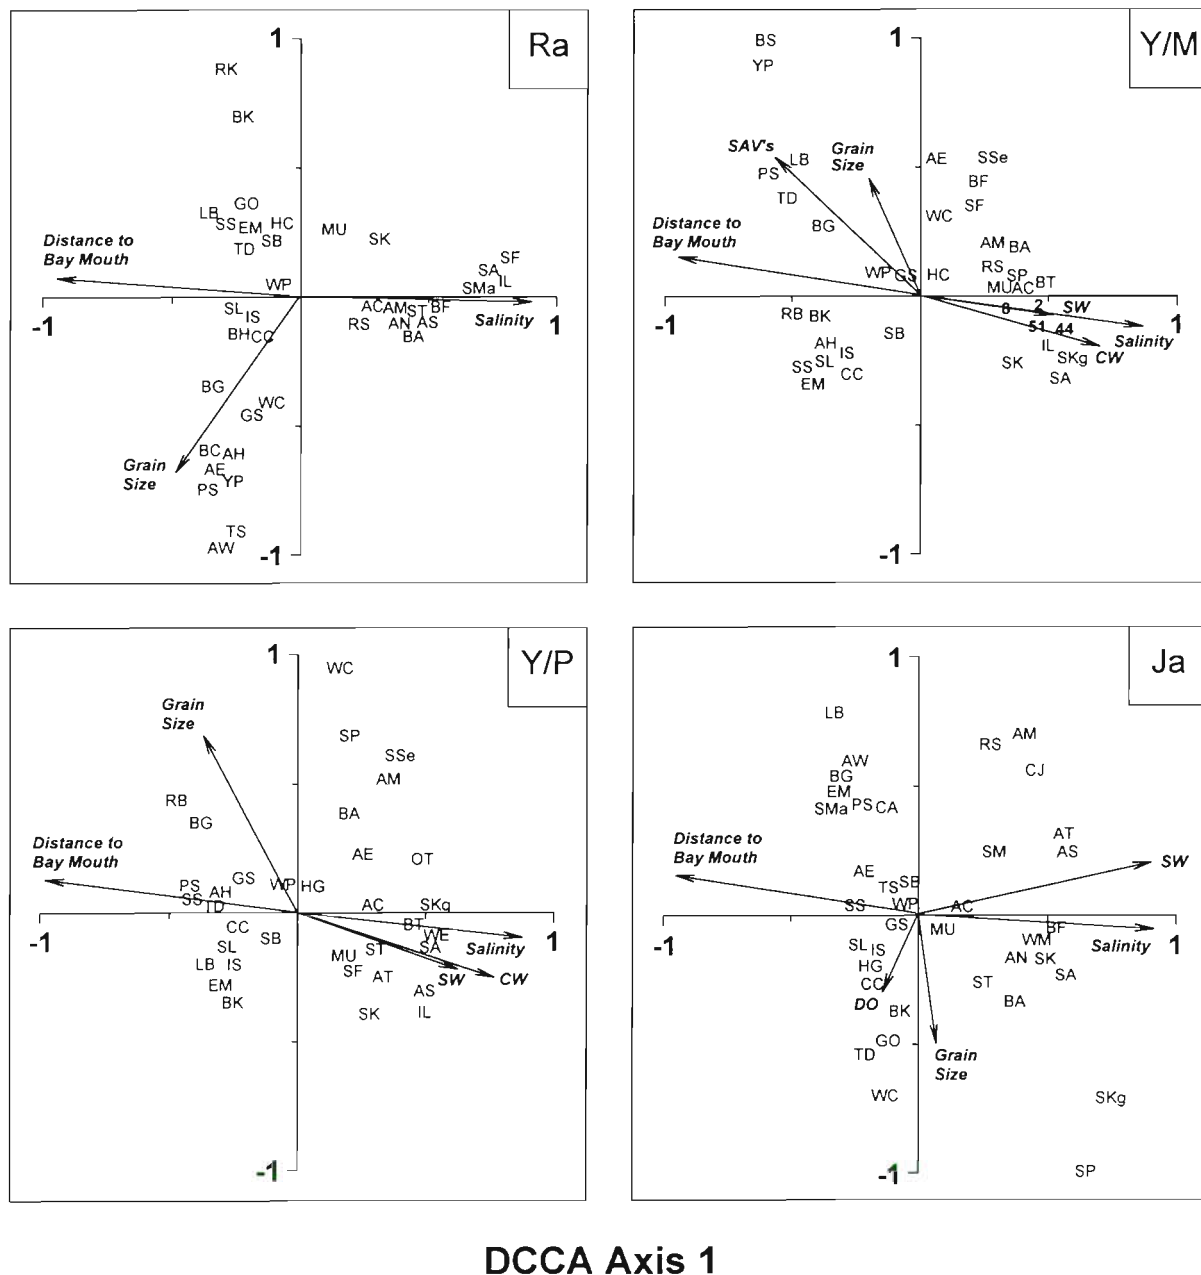 1
Ra
RK
BK
GO
LB
SS
EM
HC
SB
TD
MU
SK
Distance to
Bay Mouth
WP
SF
SA
IL
SMa
-1
SL
IS
BH
CC
AC
AM
ST
BF
RS
AN
AS
BA
Salinity
1
BG
WC
GS
BC
AH
AE
YP
PS
Grain
Size
TS
AW
-1
1
Y/M
BS
YP
SAV's
LB
Grain
Size
PS
TD
BG
AE
SSe
BF
SF
WC
Distance to
Bay Mouth
AM
BA
WP
GS
HC
RS
SP
BT
MU
AC
-1
RB
BK
SB
8
2
SW
51
44
Salinity
1
AH
IS
SL
SS
CC
EM
IL
SK
SKg
CW
SA
-1
1
Y/P
WC
Grain
Size
SP
SSe
AM
RB
BG
BA
AE
OT
Distance to
Bay Mouth
PS
GS
WP
HG
SS
AH
TD
AC
SKg
-1
CC
SB
SL
LB
IS
EM
BK
BT
WE
ST
SA
Salinity
1
MU
SF
AT
SW
CW
AS
SK
IL
-1
1
Ja
LB
RS
AM
AW
CJ
BG
EM
SMa
PS
CA
Distance to
Bay Mouth
AT
SM
AS
SW
AE
TS
SB
SS
WP
AC
-1
GS
MU
BF
WM
Salinity
1
SL
IS
AN
SK
HG
SA
CC
ST
DO
BA
BK
GO
TD
Grain
Size
WC
SKg
-1
SP
DCCA Axis 1